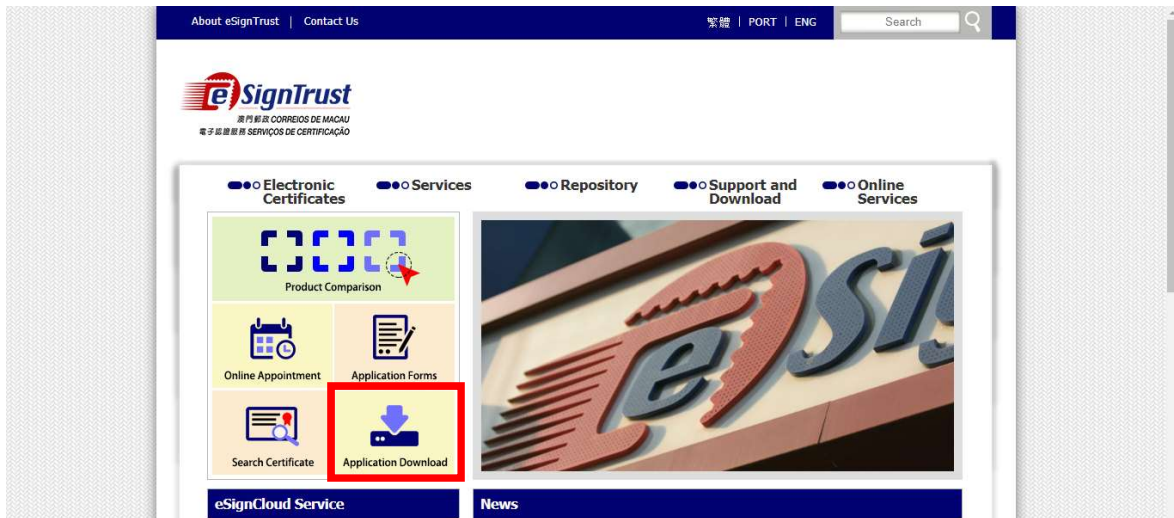 About eSignTrust | Contact Us
繁體 | PORT | ENG
Search
eSignTrust
澳門郵政 CORREIOS DE MACAU
電子認證服務 SERVIÇOS DE CERTIFICAÇÃO
Electronic Certificates
Services
Repository
Support and Download
Online Services
Product Comparison
Online Appointment
Application Forms
Search Certificate
Application Download
eSi
eSignCloud Service
News